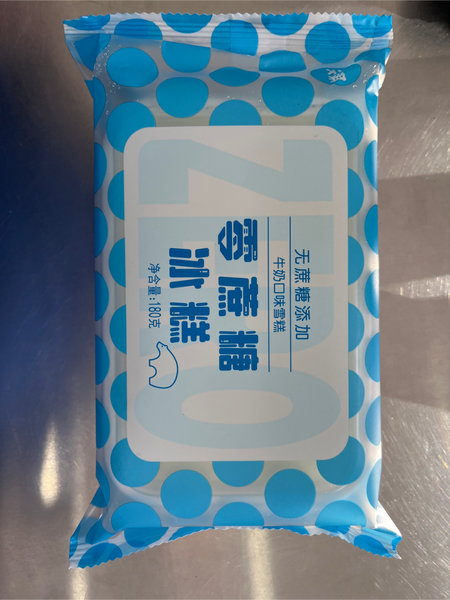 ZERO
无蔗糖添加
牛奶口味雪糕
零蔗糖
冰糕
净含量:180克